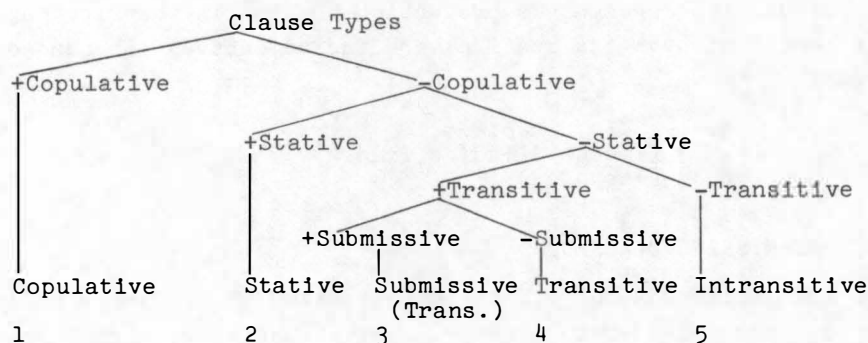 Clause Types
+Copulative -Copulative
+Stative -Stative
+Transitive -Transitive
+Submissive -Submissive
Copulative Stative Submissive Transitive Intransitive
(Trans.)
1 2 3 4 5